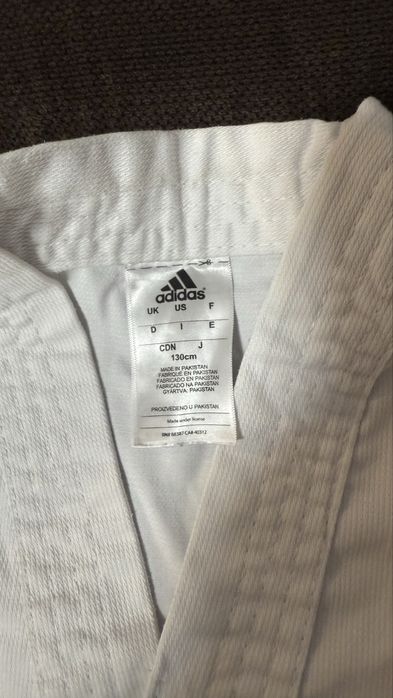 adidas
UK US F
D I E
CDN J
130cm
MADE IN PAKISTAN
FABRIQUÉ EN PAKISTAN
FABRICADO EN PAKISTAN
FABRICADO NA PAKISTAN
GYÁRTVA: PAKISTAN
PROIZVEDENO U PAKISTAN
Made under license